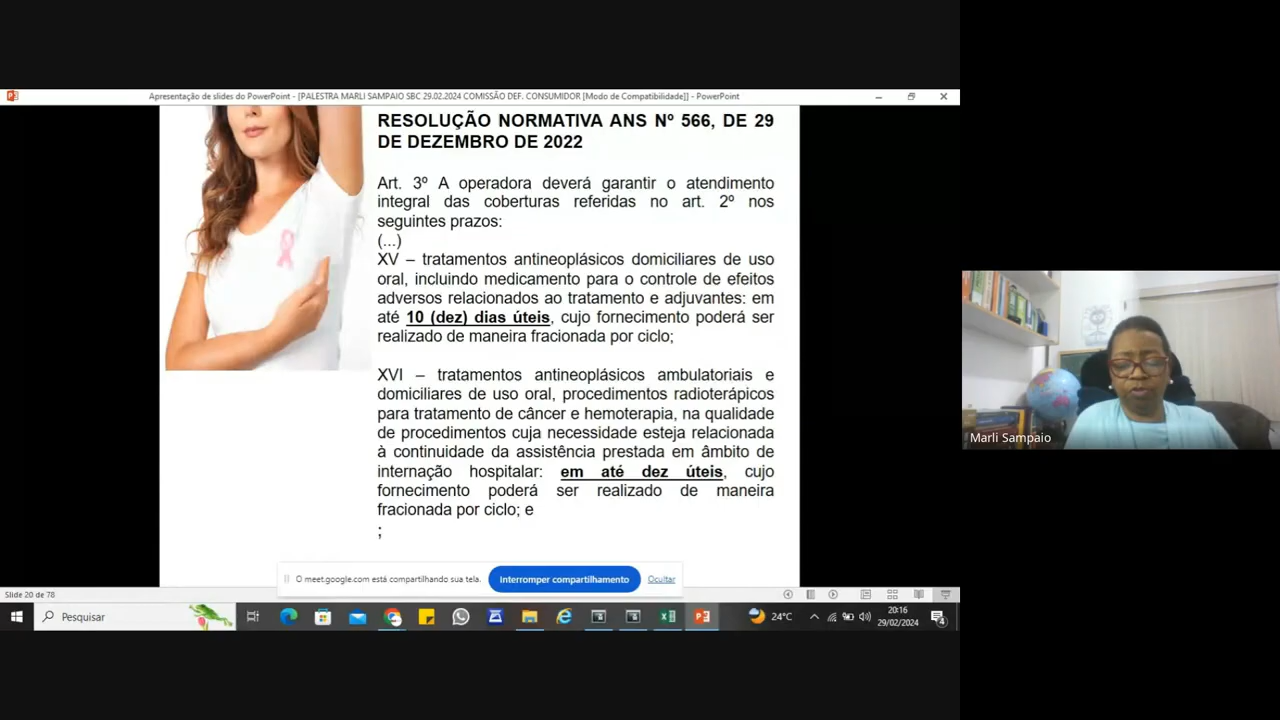 Apresentação de slides do PowerPoint - [PALESTRA MARLI SAMPAIO SBC 29.02.2024 COMISSÃO DEF. CONSUMIDOR [Modo de Compatibilidade]] - PowerPoint
RESOLUÇÃO NORMATIVA ANS Nº 566, DE 29
DE DEZEMBRO DE 2022
Art. 3º A operadora deverá garantir o atendimento
integral das coberturas referidas no art. 2º nos
seguintes prazos:
(...)
XV – tratamentos antineoplásicos domiciliares de uso
oral, incluindo medicamento para o controle de efeitos
adversos relacionados ao tratamento e adjuvantes: em
até 10 (dez) dias úteis, cujo fornecimento poderá ser
realizado de maneira fracionada por ciclo;
XVI – tratamentos antineoplásicos ambulatoriais e
domiciliares de uso oral, procedimentos radioterápicos
para tratamento de câncer e hemoterapia, na qualidade
de procedimentos cuja necessidade esteja relacionada
à continuidade da assistência prestada em âmbito de
internação hospitalar: em até dez úteis, cujo
fornecimento poderá ser realizado de maneira
fracionada por ciclo; e
;
O meet.google.com está compartilhando sua tela.
Interromper compartilhamento
Ocultar
Slide 20 de 78
Pesquisar
24°C
20:16
29/02/2024
4
Marli Sampaio